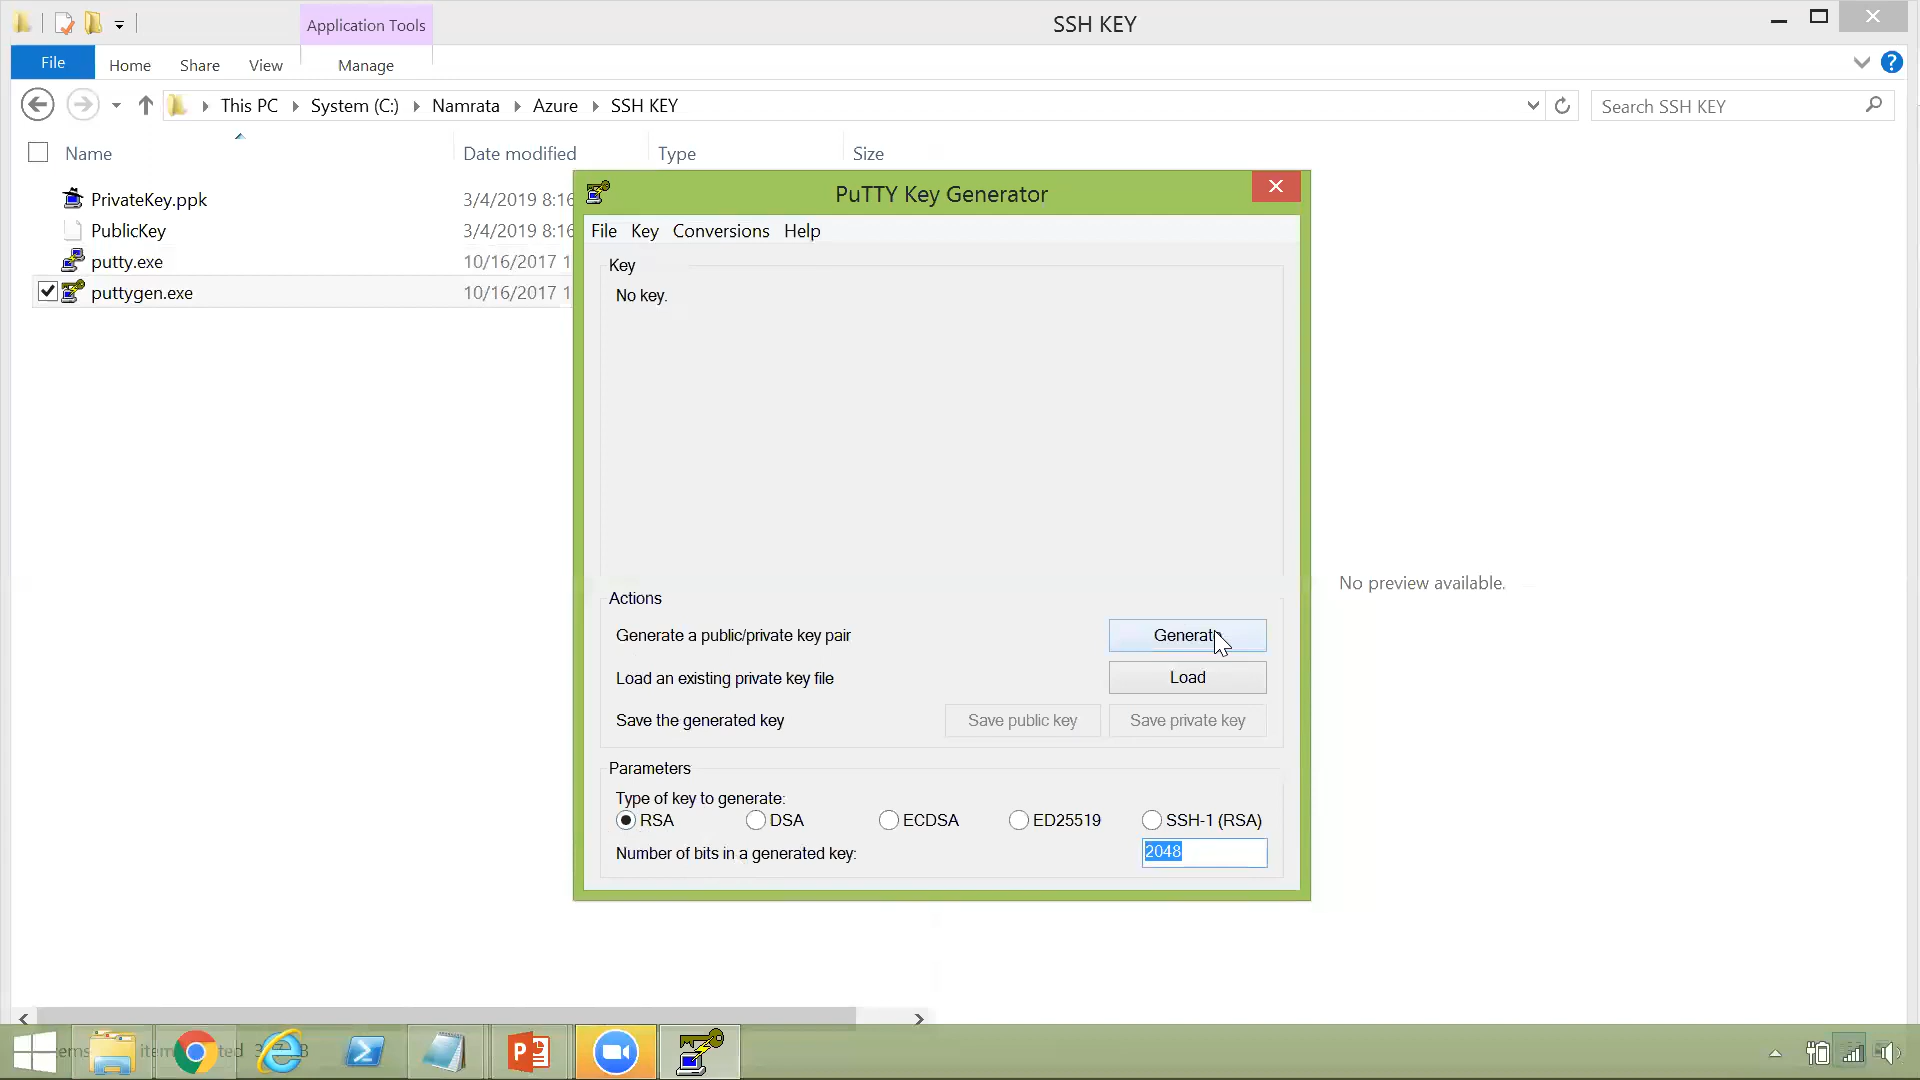 Application Tools
SSH KEY
File
Home
Share
View
Manage
This PC
System (C:)
Namrata
Azure
SSH KEY
Search SSH KEY
Name
Date modified
Type
Size
PrivateKey.ppk
3/4/2019 8:16
PublicKey
3/4/2019 8:16
putty.exe
10/16/2017 1
puttygen.exe
10/16/2017 1
PuTTY Key Generator
File Key Conversions Help
Key
No key.
Actions
Generate a public/private key pair
Generate
Load an existing private key file
Load
Save the generated key
Save public key
Save private key
Parameters
Type of key to generate:
RSA
DSA
ECDSA
ED25519
SSH-1 (RSA)
Number of bits in a generated key:
2048
No preview available.